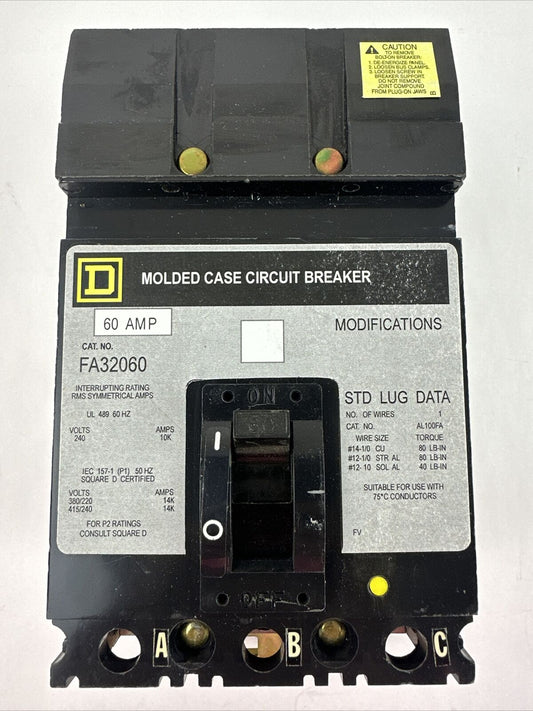 CAUTION
TO REMOVE
BOLT-ON BREAKER:
1. DE-ENERGIZE PANEL.
2. LOOSEN BUS CLAMPS.
3. LOOSEN SCREW IN
BREAKER SUPPORT.
DO NOT REMOVE
JOINT COMPOUND
FROM PLUG-ON JAWS
D
MOLDED CASE CIRCUIT BREAKER
60 AMP
MODIFICATIONS
CAT. NO.
FA32060
INTERRUPTING RATING
RMS SYMMETRICAL AMPS
UL 489 60 HZ
VOLTS AMPS
240 10K
IEC 157-1 (P1) 50 HZ
SQUARE D CERTIFIED
VOLTS AMPS
380/220 14K
415/240 14K
FOR P2 RATINGS
CONSULT SQUARE D
ON
60
I
O
OFF
STD LUG DATA
NO. OF WIRES 1
CAT. NO. AL100FA
WIRE SIZE TORQUE
#14-1/0 CU 80 LB-IN
#12-1/0 STR AL 80 LB-IN
#12-10 SOL AL 40 LB-IN
SUITABLE FOR USE WITH
75°C CONDUCTORS
FV
A B C